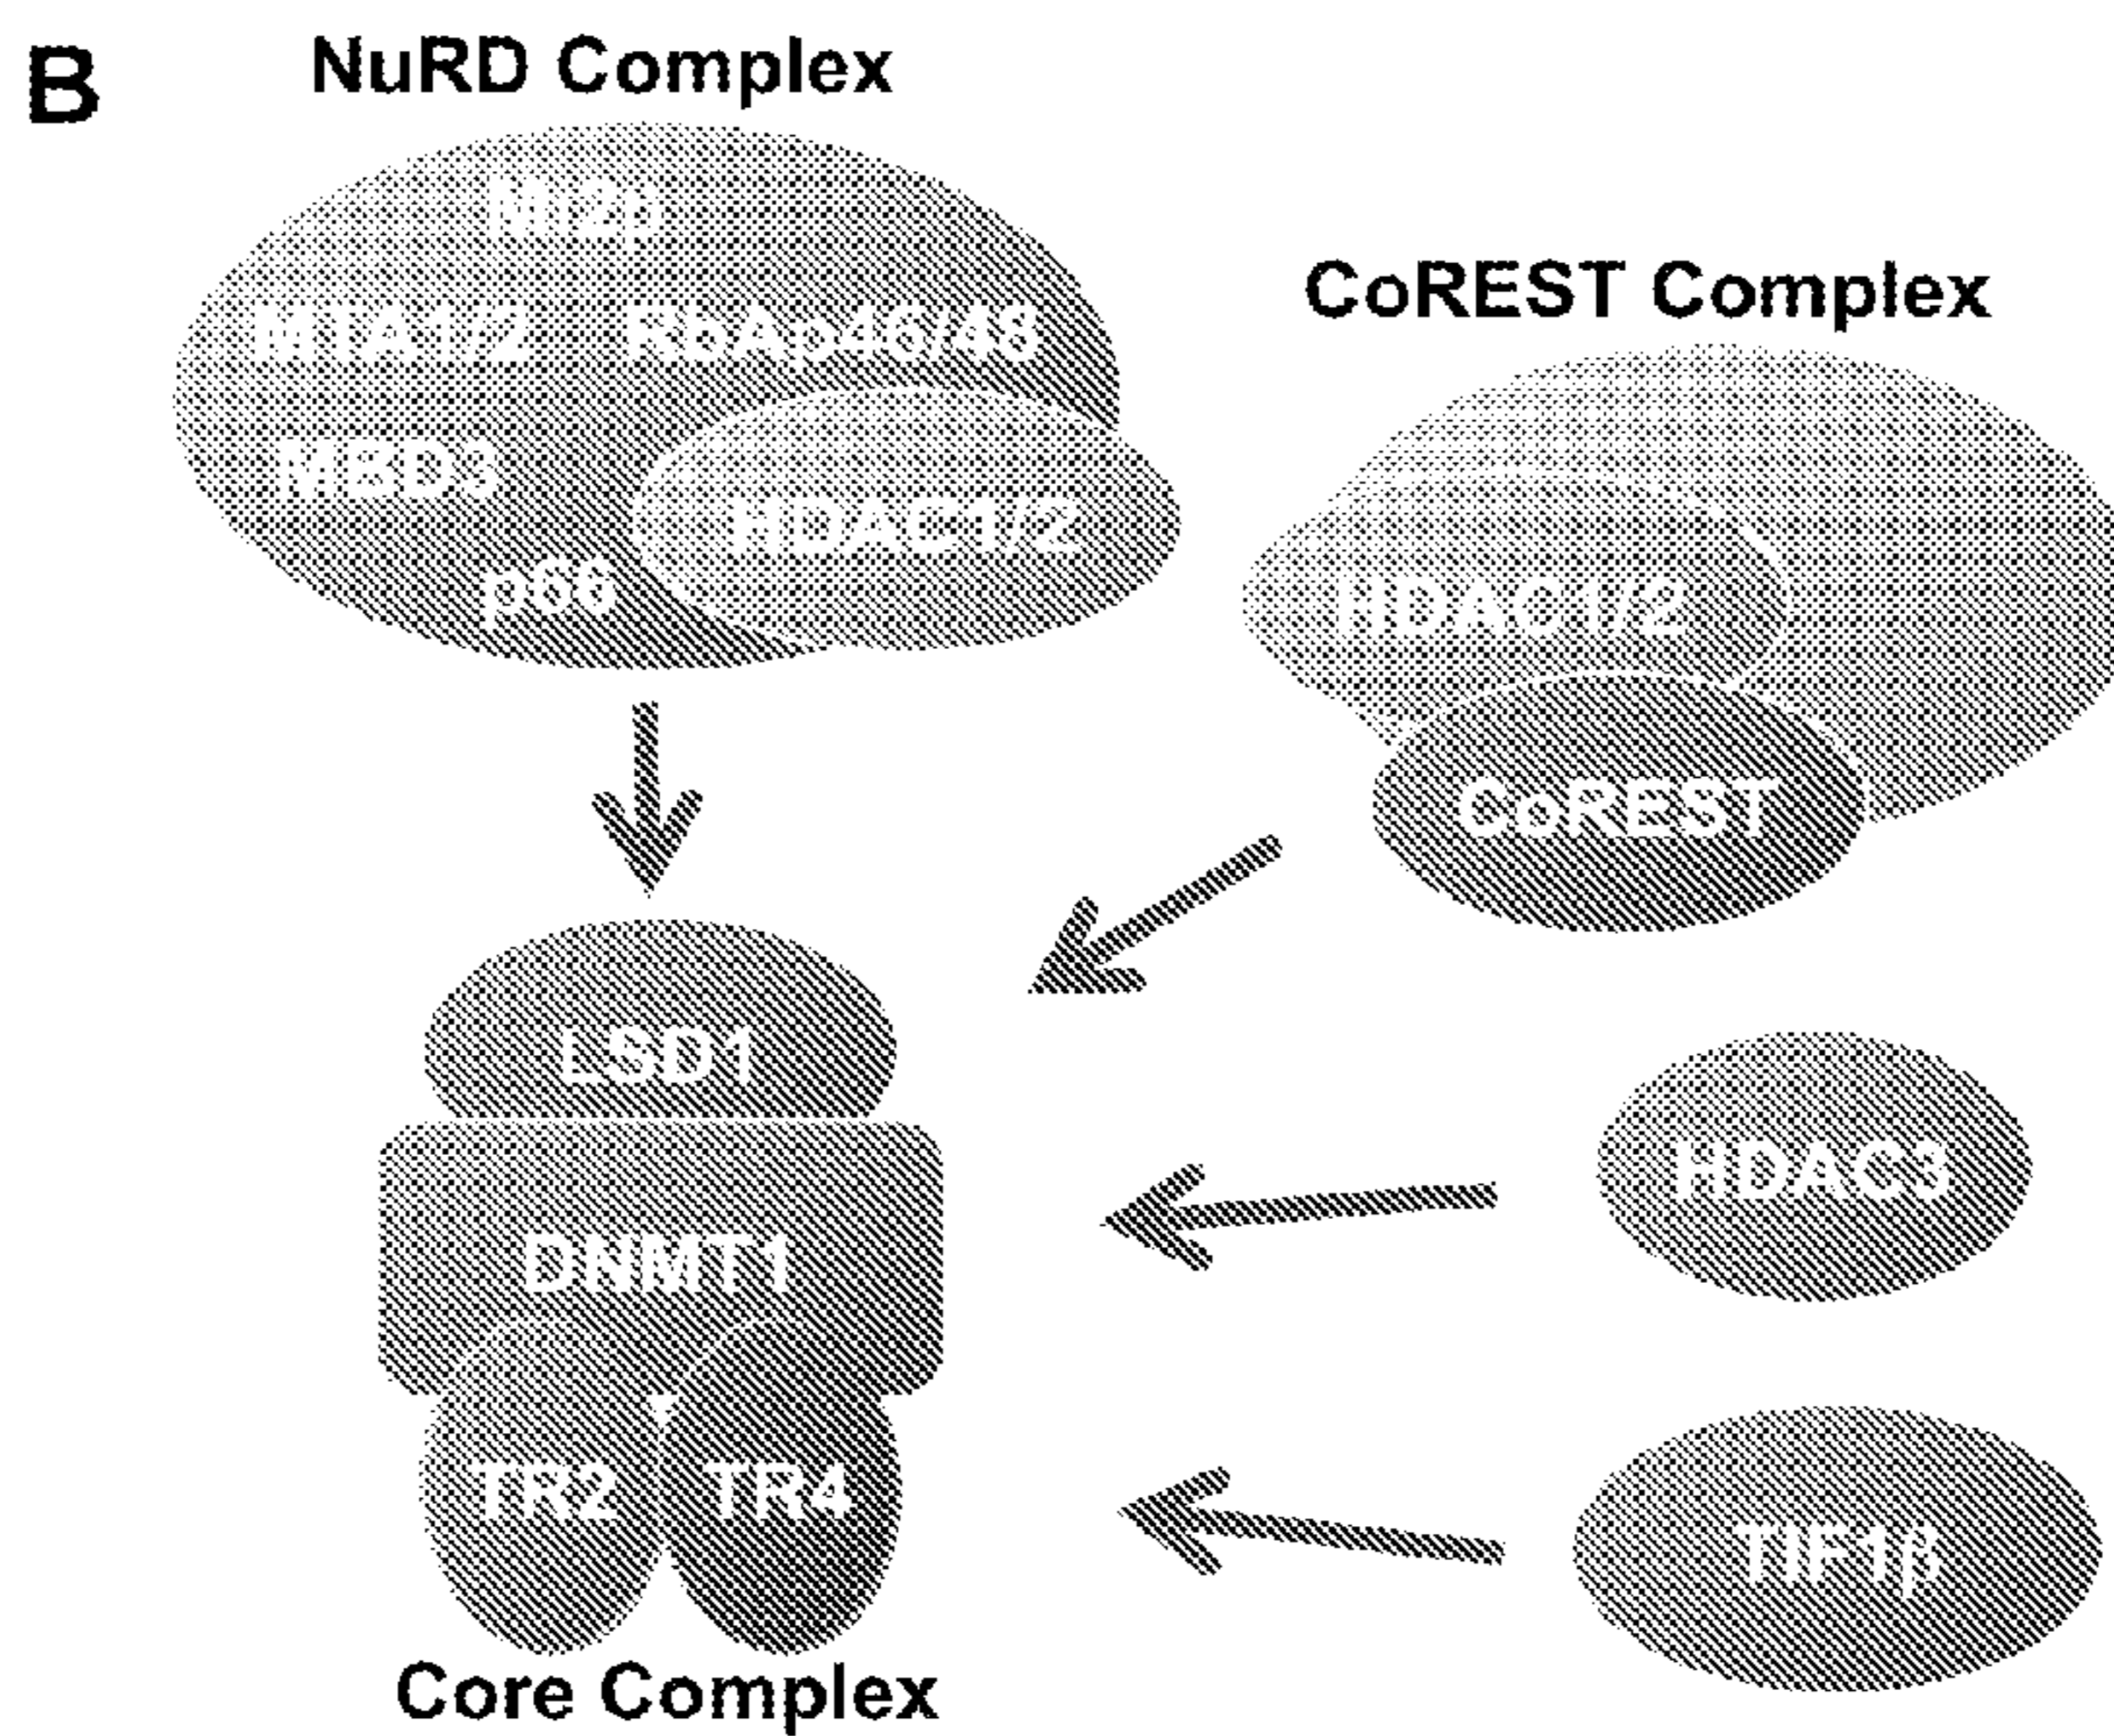 B
NuRD Complex
Mi2β
MTA1/2 RbAp46/48
MBD3
HDAC1/2
p66
CoREST Complex
HDAC1/2
CoREST
LSD1
HDAC3
DNMT1
TR2 TR4
TIF1β
Core Complex